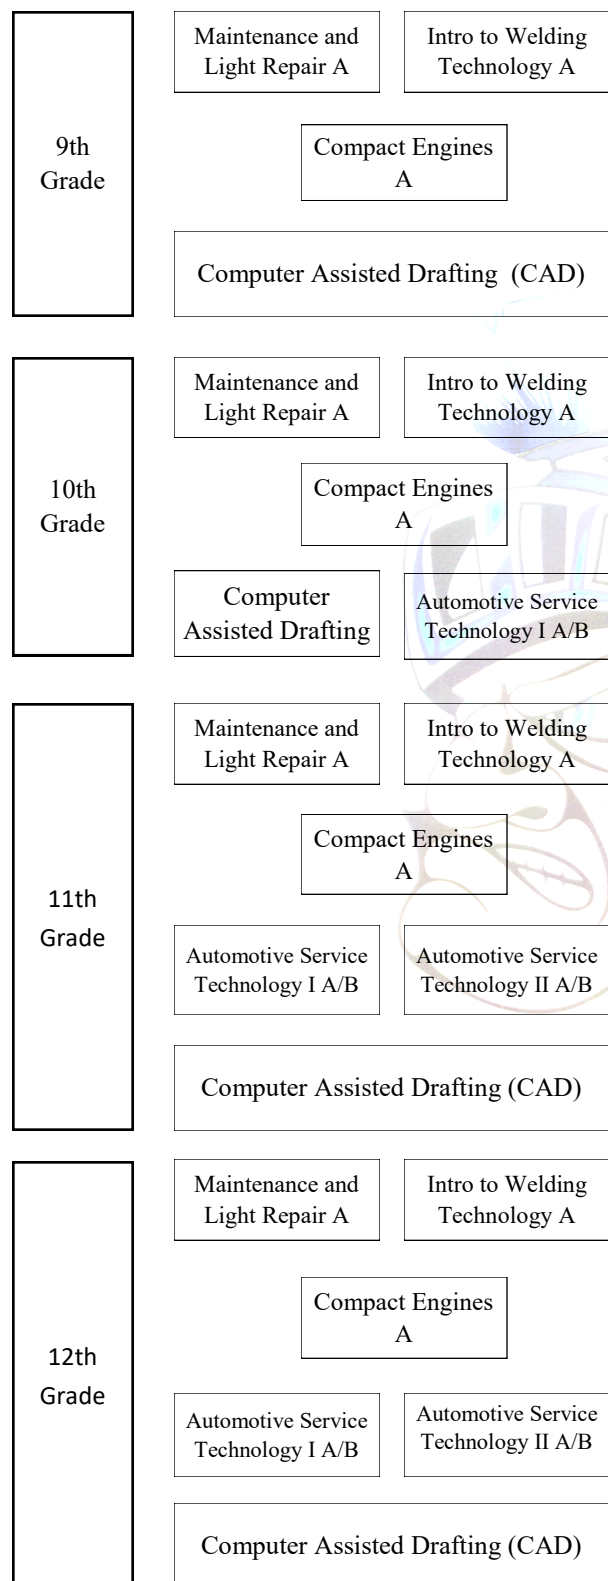 9th
Grade
Maintenance and
Light Repair A
Intro to Welding
Technology A
Compact Engines
A
Computer Assisted Drafting  (CAD)
10th
Grade
Maintenance and
Light Repair A
Intro to Welding
Technology A
Compact Engines
A
Computer
Assisted Drafting
Automotive Service
Technology I A/B
11th
Grade
Maintenance and
Light Repair A
Intro to Welding
Technology A
Compact Engines
A
Automotive Service
Technology I A/B
Automotive Service
Technology II A/B
Computer Assisted Drafting (CAD)
12th
Grade
Maintenance and
Light Repair A
Intro to Welding
Technology A
Compact Engines
A
Automotive Service
Technology I A/B
Automotive Service
Technology II A/B
Computer Assisted Drafting (CAD)